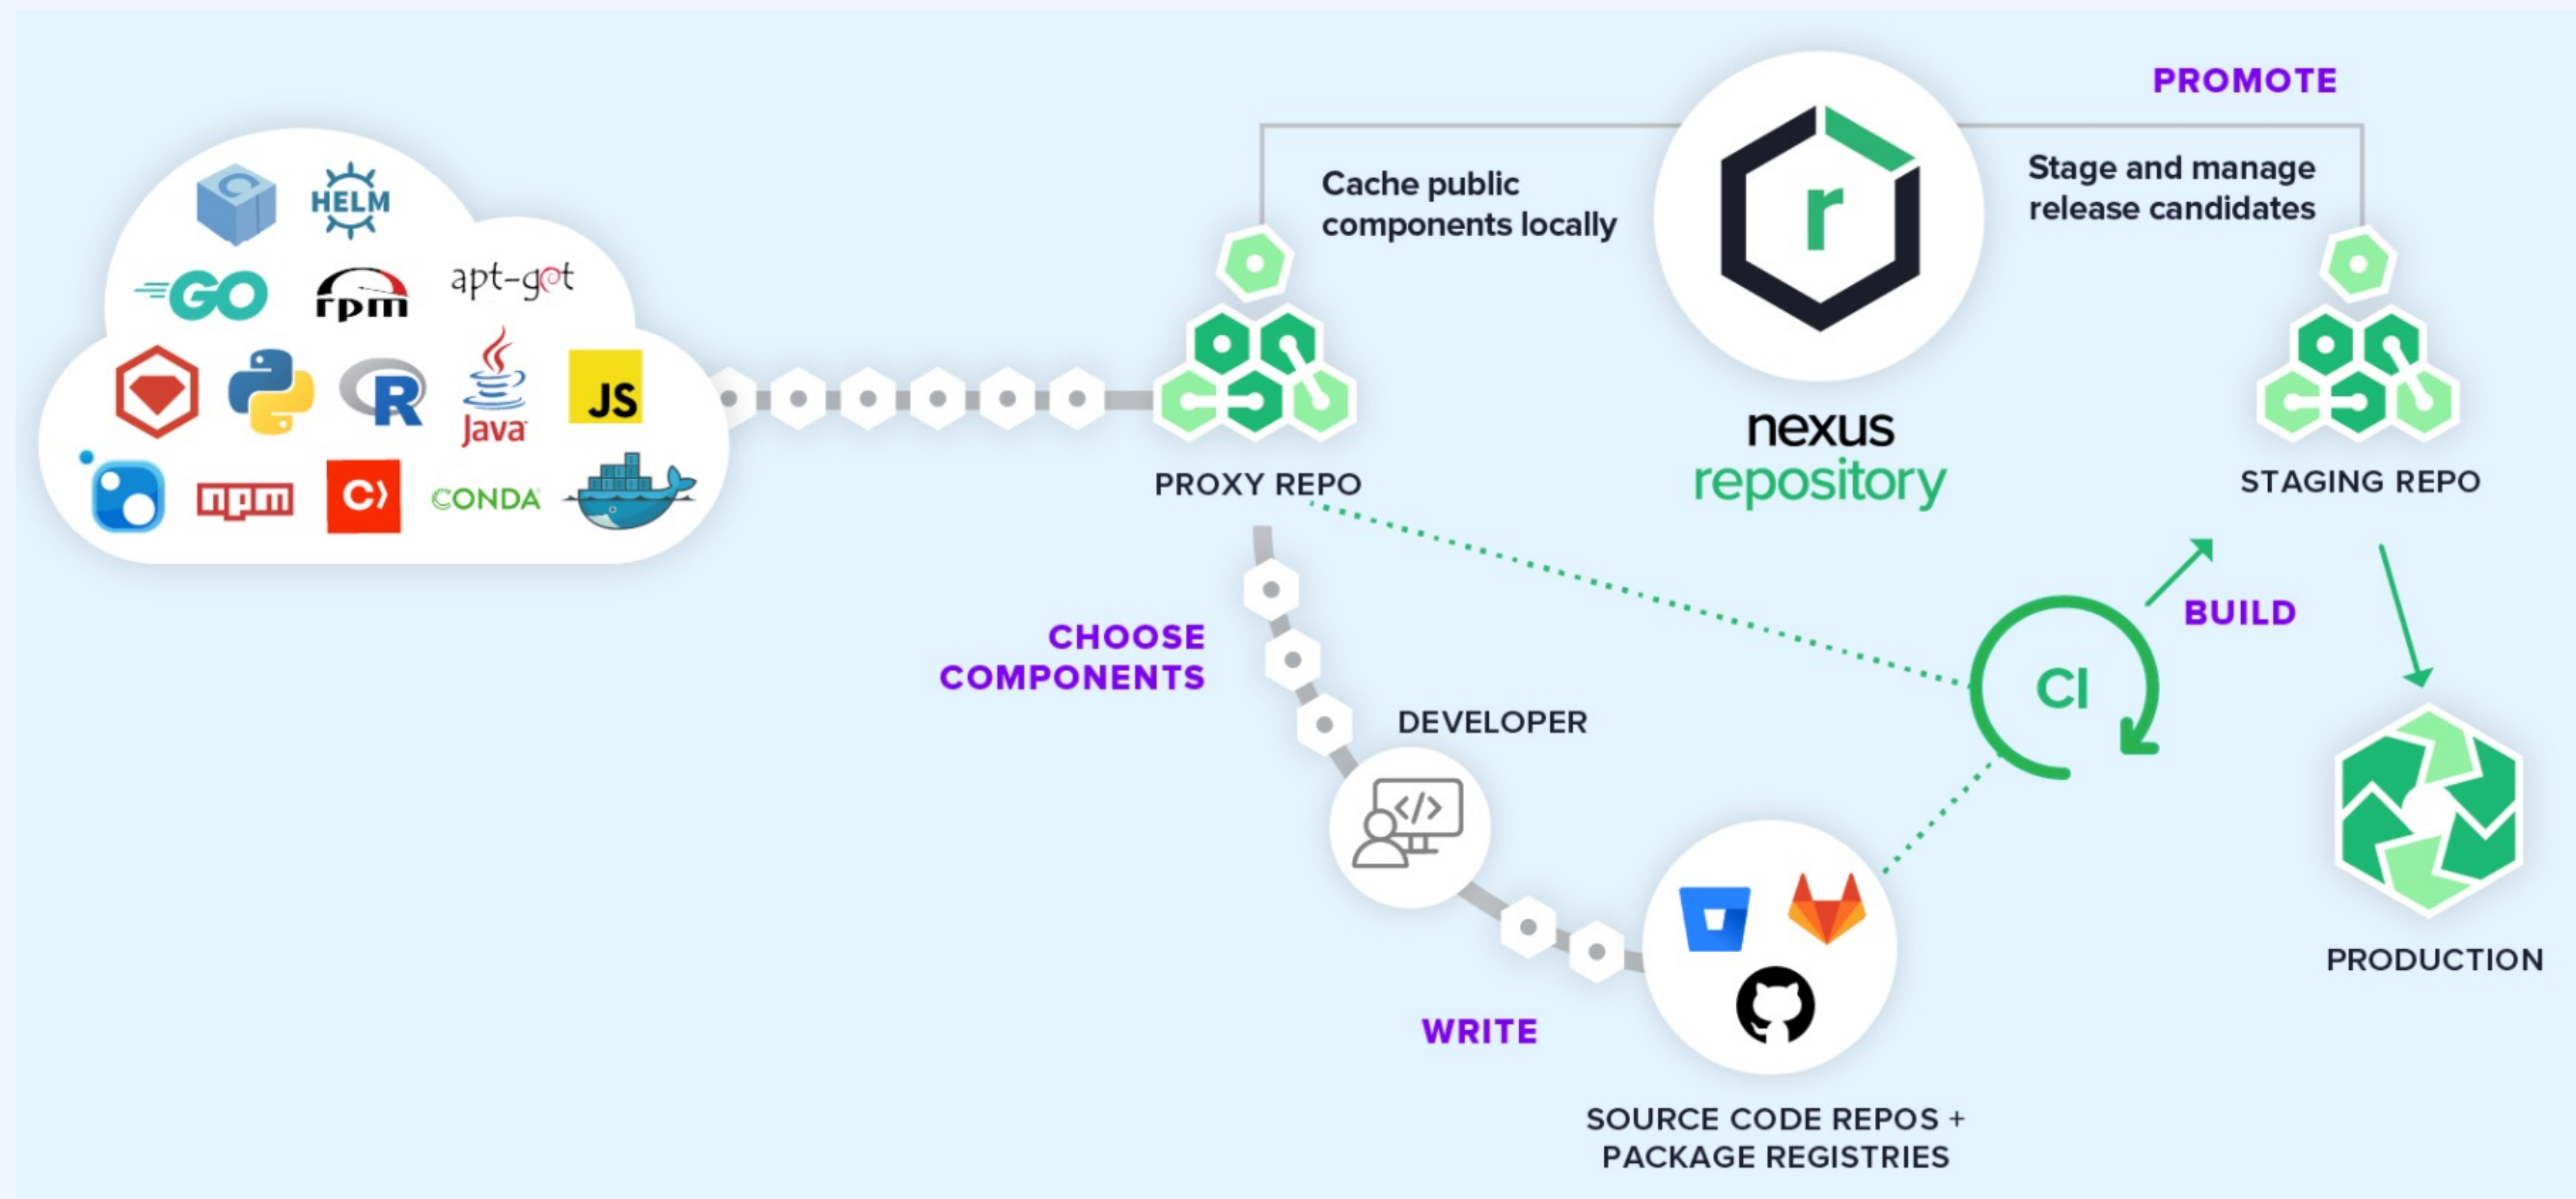 HELM
GO
rpm
apt-get
R
Java
JS
npm
C
CONDA
Cache public
components locally
r
nexus
repository
PROMOTE
Stage and manage
release candidates
PROXY REPO
STAGING REPO
CHOOSE
COMPONENTS
BUILD
CI
DEVELOPER
</>
PRODUCTION
WRITE
SOURCE CODE REPOS +
PACKAGE REGISTRIES